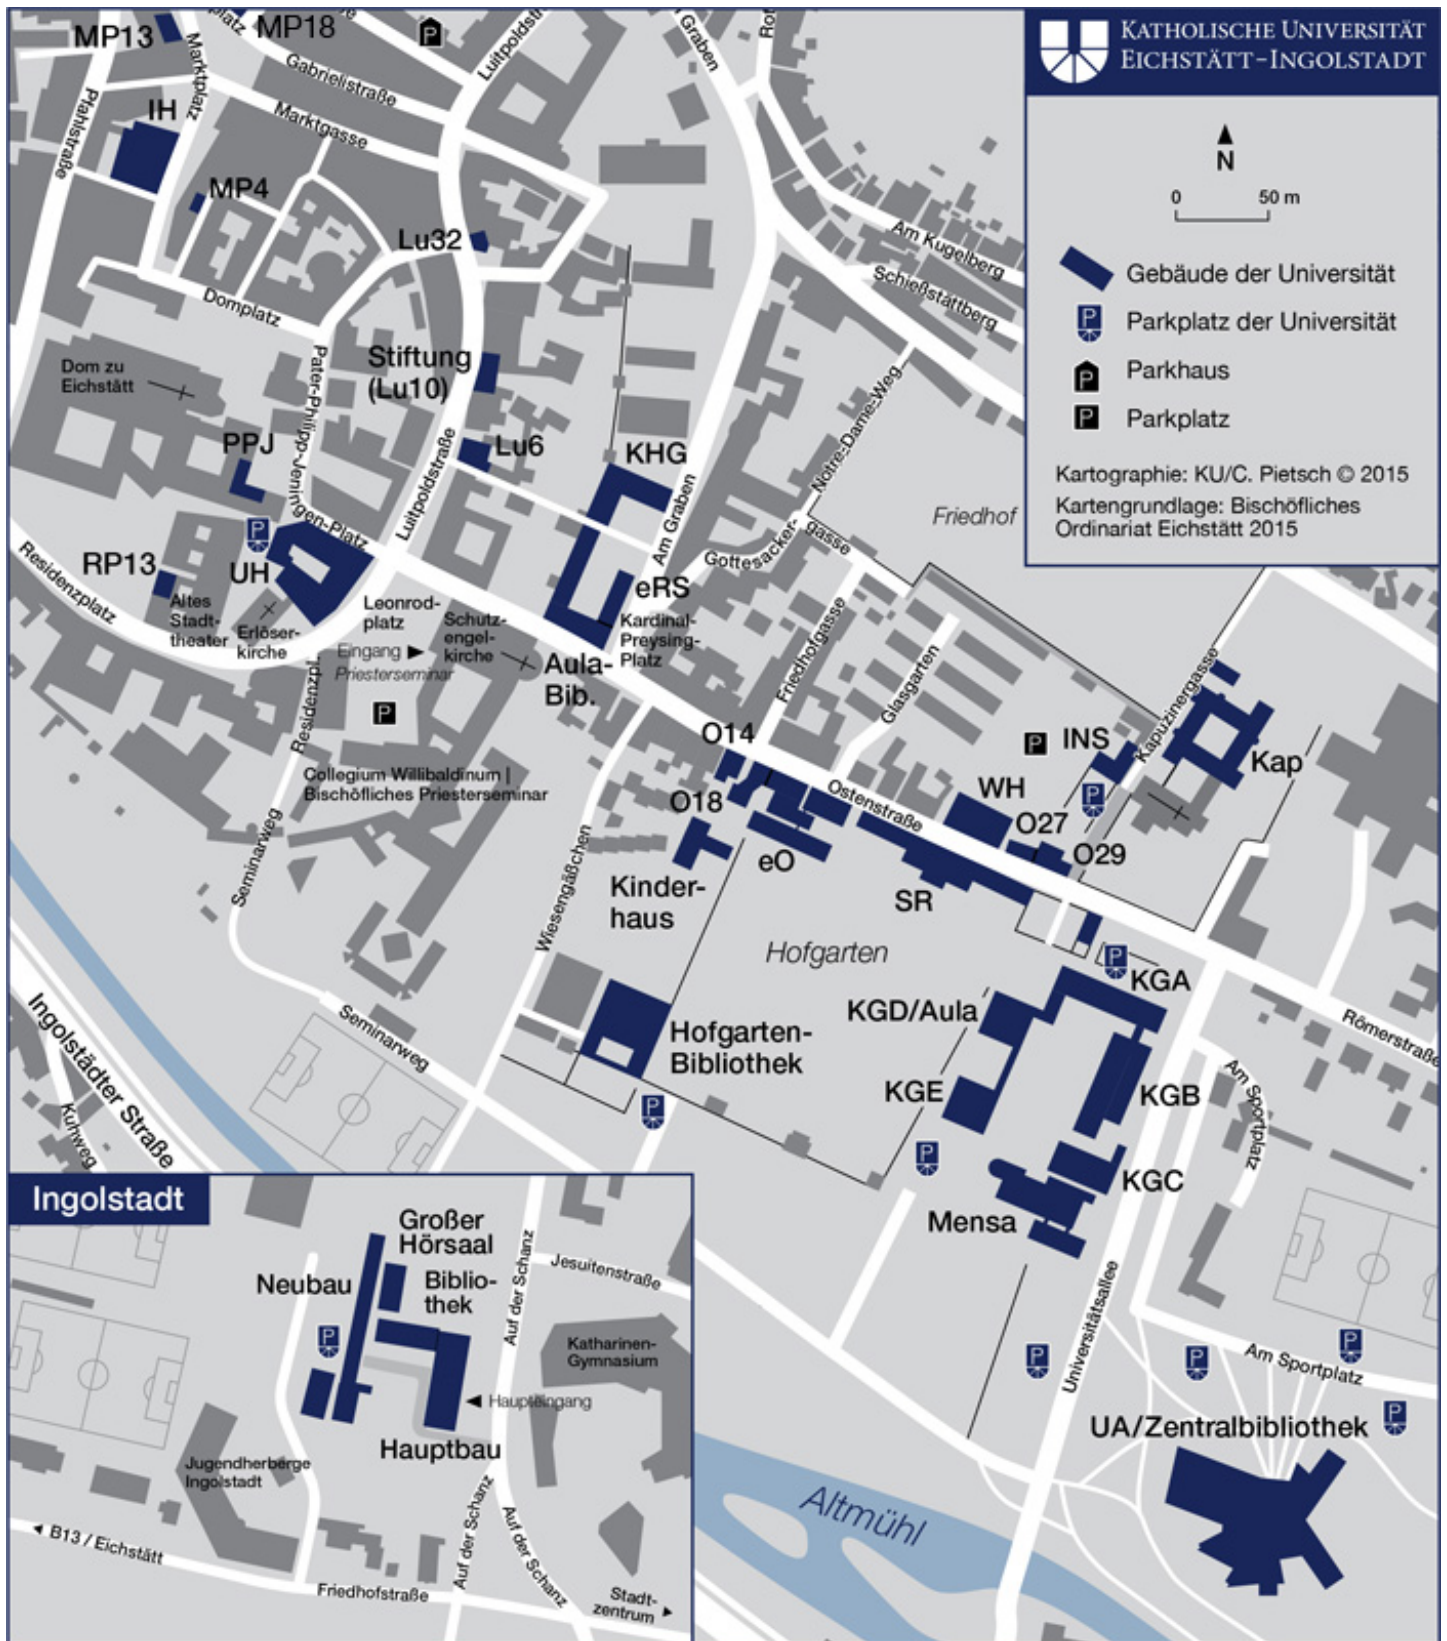 KATHOLISCHE UNIVERSITÄT
EICHSTÄTT-INGOLSTADT
N
0 50 m
Gebäude der Universität
P
Parkplatz der Universität
P
Parkhaus
P
Parkplatz
Kartographie: KU/C. Pietsch © 2015
Kartengrundlage: Bischöfliches
Ordinariat Eichstätt 2015
MP13
MP18
P
Luitpoldstr
Graben
Marktplatz
Gabrielistraße
Pfahlstraße
IH
Marktgasse
MP4
Lu32
Am Kugelberg
Schießstättberg
Domplatz
Dom zu
Eichstätt
Pater-Philipp-Jeningen-Platz
Stiftung
(Lu10)
Luitpoldstraße
Lu6
KHG
Am Graben
Notre-Dame-Weg
Friedhof
PPJ
P
Gottesacker-
gasse
RP13
UH
Residenzplatz
Altes
Stadt-
theater
Erlöser-
kirche
Leonrod-
platz
Schutz-
engel-
kirche
Eingang
Priesterseminar
eRS
Kardinal-
Preysing-
Platz
Aula-
Bib.
Friedhofgasse
Glasgarten
Kapuzinergasse
P
Residenzpl.
Collegium Willibaldinum |
Bischöfliches Priesterseminar
O14
P
INS
Kap
O18
Ostenstraße
WH
P
O27
O29
eO
SR
Kinder-
haus
Seminarweg
Wiesengäßchen
Hofgarten
P
KGA
KGD/Aula
Hofgarten-
Bibliothek
Römerstraße
Seminarweg
Ingolstädter Straße
Kuhweg
P
KGE
KGB
Am Sportplatz
P
KGC
Mensa
Universitätsallee
P
P
P
Am Sportplatz
P
UA/Zentralbibliothek
Altmühl
Ingolstadt
Großer
Hörsaal
Neubau
Biblio-
thek
P
Auf der Schanz
Jesuitenstraße
Katharinen-
Gymnasium
Haupteingang
Hauptbau
Jugendherberge
Ingolstadt
B13 / Eichstätt
Friedhofstraße
Auf der Schanz
Auf der Schanz
Stadt-
zentrum